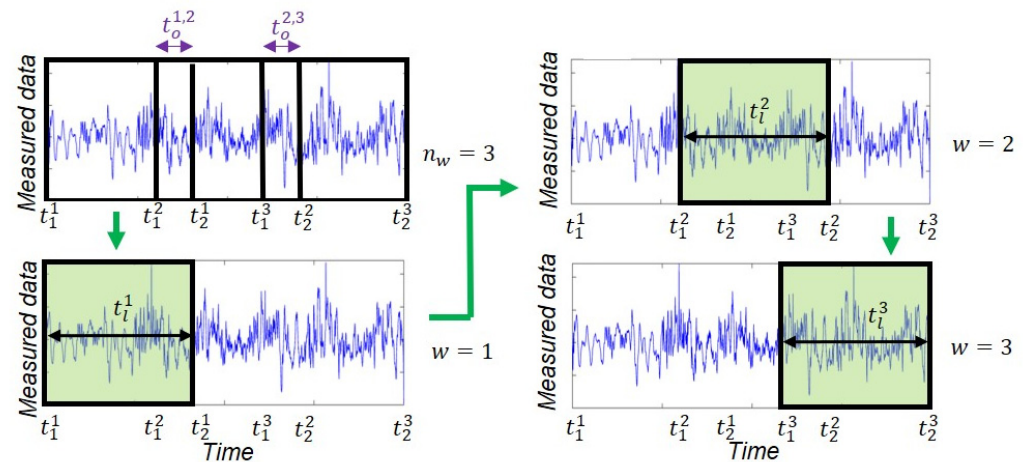 t_o^{1,2} t_o^{2,3}
Measured data
n_w = 3
t_1^1 t_1^2 t_2^1 t_1^3 t_2^2 t_2^3
Measured data
t_l^1
w = 1
t_1^1 t_1^2 t_2^1 t_1^3 t_2^2 t_2^3
Time
Measured data
t_l^2
w = 2
t_1^1 t_1^2 t_2^1 t_1^3 t_2^2 t_2^3
Measured data
t_l^3
w = 3
t_1^1 t_1^2 t_2^1 t_1^3 t_2^2 t_2^3
Time